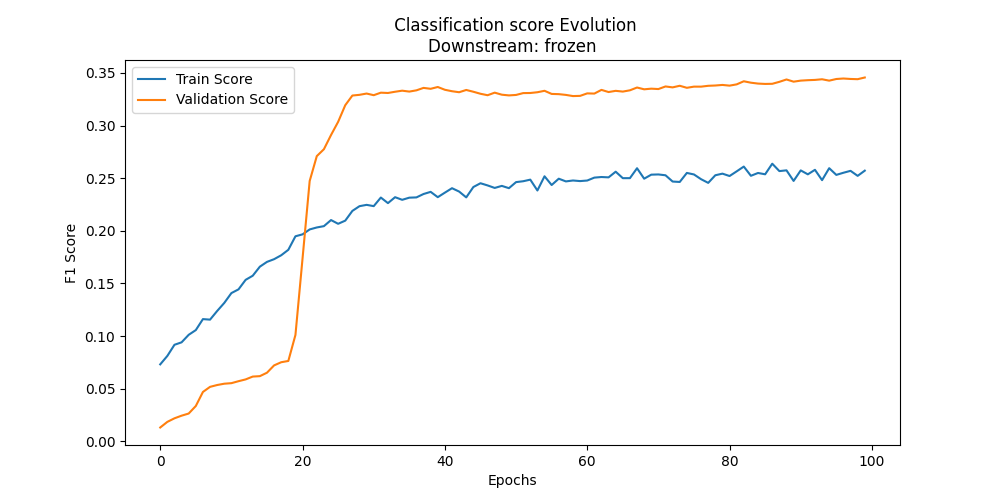 Classification score Evolution
Downstream: frozen
Train Score
Validation Score
F1 Score
0.35
0.30
0.25
0.20
0.15
0.10
0.05
0.00
0 20 40 60 80 100
Epochs